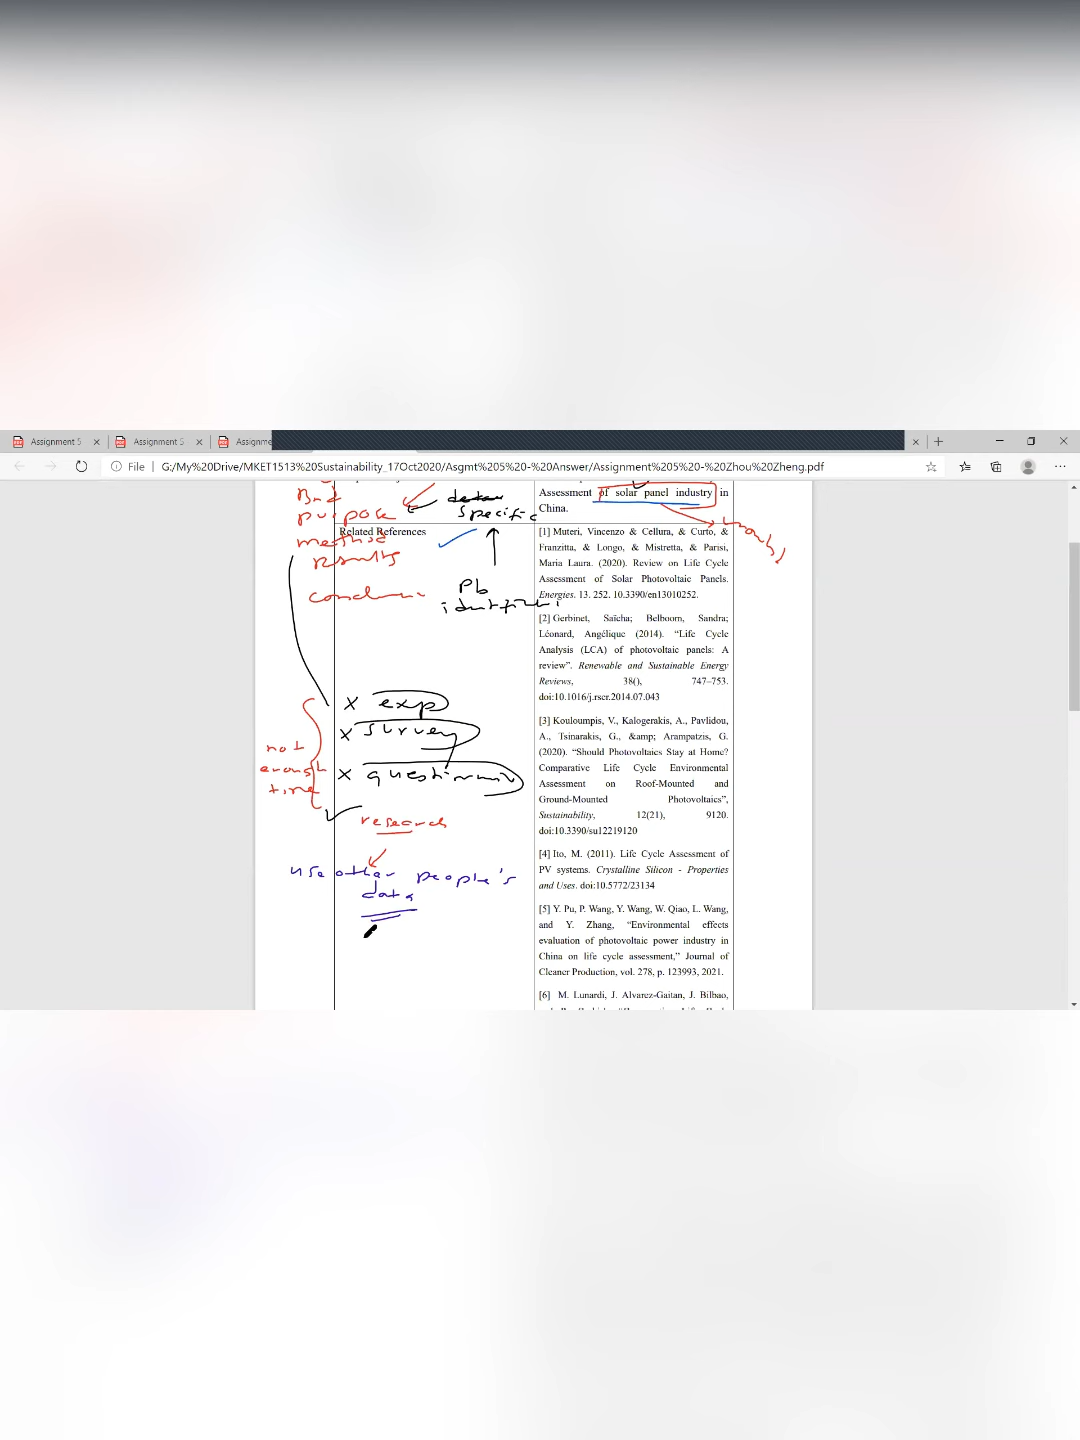 Assignment 5
Assignment 5
Assignme
File | G:/My%20Drive/MKET1513%20Sustainability_17Oct2020/Asgmt%205%20-%20Answer/Assignment%205%20-%20Zhou%20Zheng.pdf
Assessment of solar panel industry in
China.
purpose
specific
method
results
Pb
Related References
[1] Muteri, Vincenzo & Cellura, & Curto, &
Franzitta, & Longo, & Mistretta, & Parisi,
Maria Laura. (2020). Review on Life Cycle
Assessment of Solar Photovoltaic Panels.
Energies. 13. 252. 10.3390/en13010252.
[2] Gerbinet, Saïcha; Belboom, Sandra;
Léonard, Angélique (2014). “Life Cycle
Analysis (LCA) of photovoltaic panels: A
review”. Renewable and Sustainable Energy
Reviews, 38(), 747–753.
doi:10.1016/j.rser.2014.07.043
[3] Kouloumpis, V., Kalogerakis, A., Pavlidou,
A., Tsinarakis, G., &amp; Arampatzis, G.
(2020). “Should Photovoltaics Stay at Home?
Comparative Life Cycle Environmental
Assessment on Roof-Mounted and
Ground-Mounted Photovoltaics”,
Sustainability, 12(21), 9120.
doi:10.3390/su12219120
[4] Ito, M. (2011). Life Cycle Assessment of
PV systems. Crystalline Silicon - Properties
and Uses. doi:10.5772/23134
[5] Y. Pu, P. Wang, Y. Wang, W. Qiao, L. Wang,
and Y. Zhang, “Environmental effects
evaluation of photovoltaic power industry in
China on life cycle assessment,” Journal of
Cleaner Production, vol. 278, p. 123993, 2021.
[6] M. Lunardi, J. Alvarez-Gaitan, J. Bilbao,
x exp
x survey
x
not
enough
time
research
use other people's
data